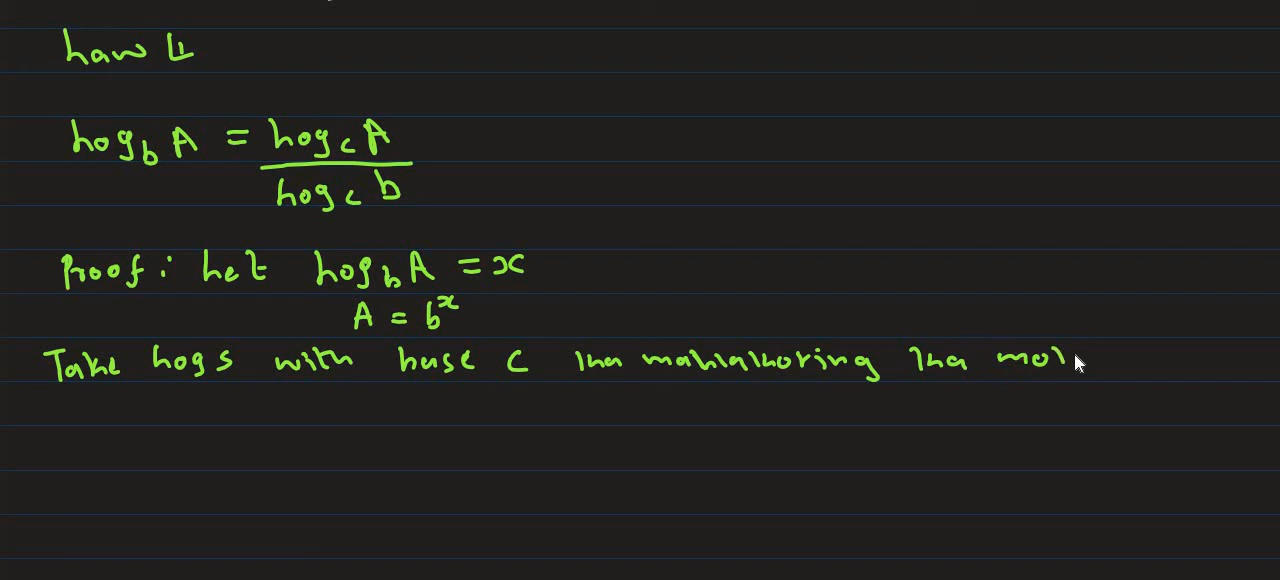 Law 4
log_b A = log_c A / log_c b
Proof: Let log_b A = x
A = b^x
Take logs with base C